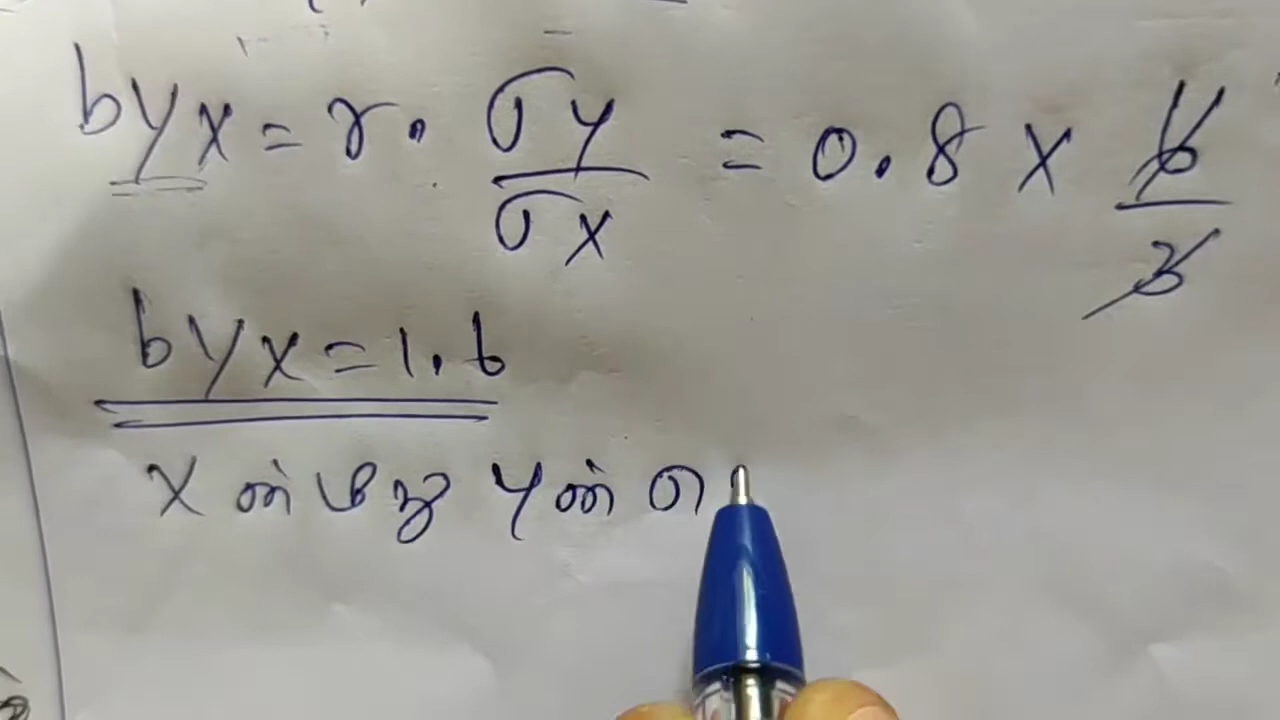 byx = r . σy / σx = 0.8 x 6 / 3
byx = 1.6
x ன் மீது y ன்